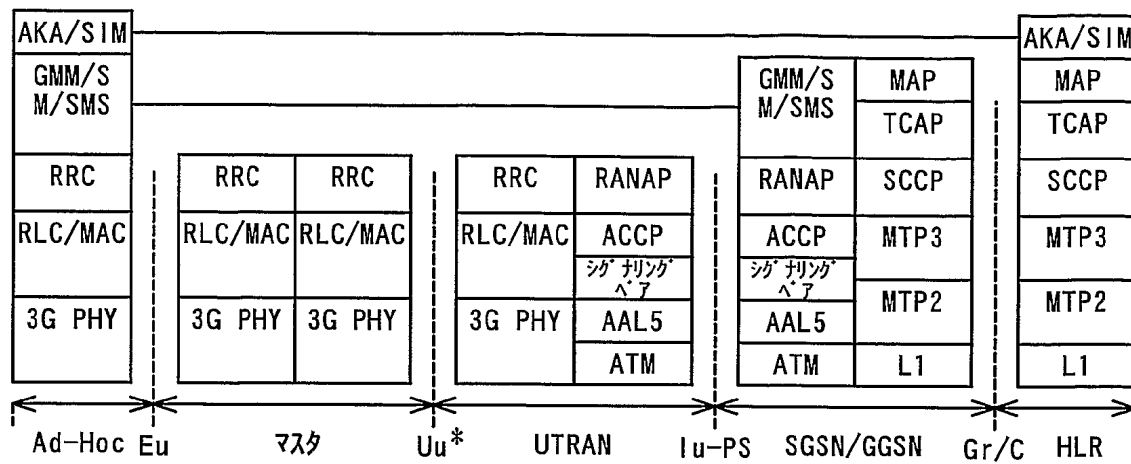 AKA/SIM
GMM/S
M/SMS
RRC
RLC/MAC
3G PHY
RRC
RLC/MAC
3G PHY
RRC
RLC/MAC
3G PHY
RRC
RLC/MAC
3G PHY
RANAP
ACCP
シグナリング
ベア
AAL5
ATM
GMM/S
M/SMS
RANAP
ACCP
シグナリング
ベア
AAL5
ATM
MAP
TCAP
SCCP
MTP3
MTP2
L1
AKA/SIM
MAP
TCAP
SCCP
MTP3
MTP2
L1
Ad-Hoc Eu マスタ Uu* UTRAN Iu-PS SGSN/GGSN Gr/C HLR